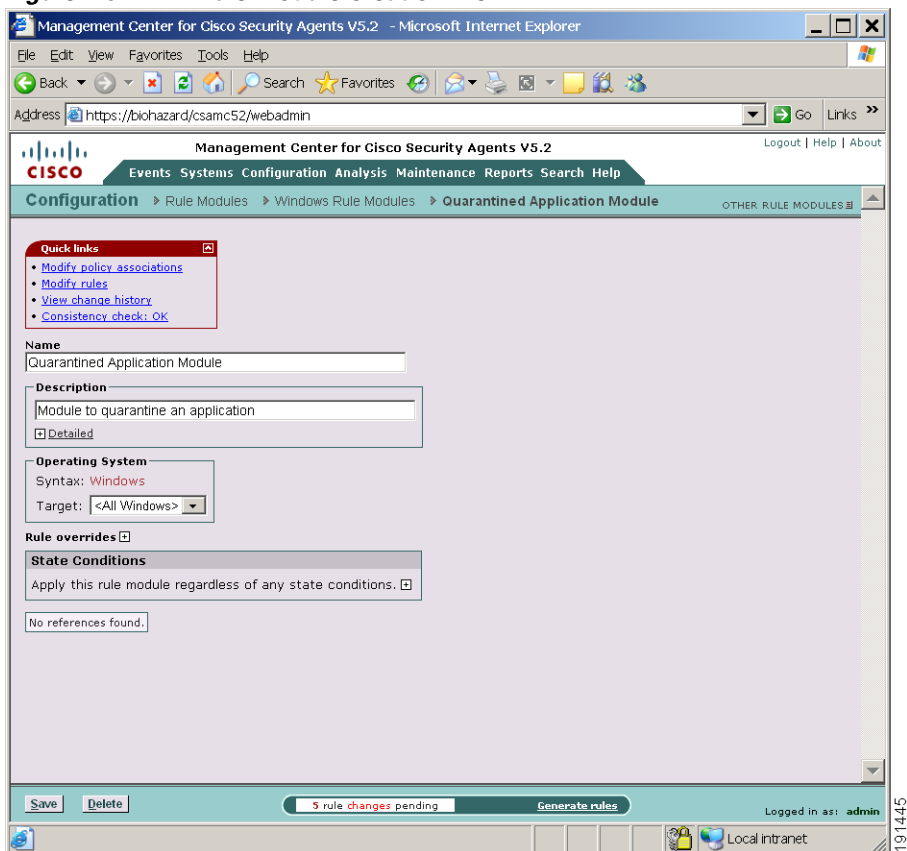 Management Center for Cisco Security Agents V5.2 - Microsoft Internet Explorer
File Edit View Favorites Tools Help
Back Search Favorites
Address https://biohazard/csamc52/webadmin Go Links »
Management Center for Cisco Security Agents V5.2 Logout | Help | About
CISCO Events Systems Configuration Analysis Maintenance Reports Search Help
Configuration Rule Modules Windows Rule Modules Quarantined Application Module OTHER RULE MODULES
Quick links
• Modify policy associations
• Modify rules
• View change history
• Consistency check: OK
Name
Quarantined Application Module
Description
Module to quarantine an application
Detailed
Operating System
Syntax: Windows
Target: <All Windows>
Rule overrides
State Conditions
Apply this rule module regardless of any state conditions.
No references found.
Save Delete 5 rule changes pending Generate rules Logged in as: admin
Local intranet
191445